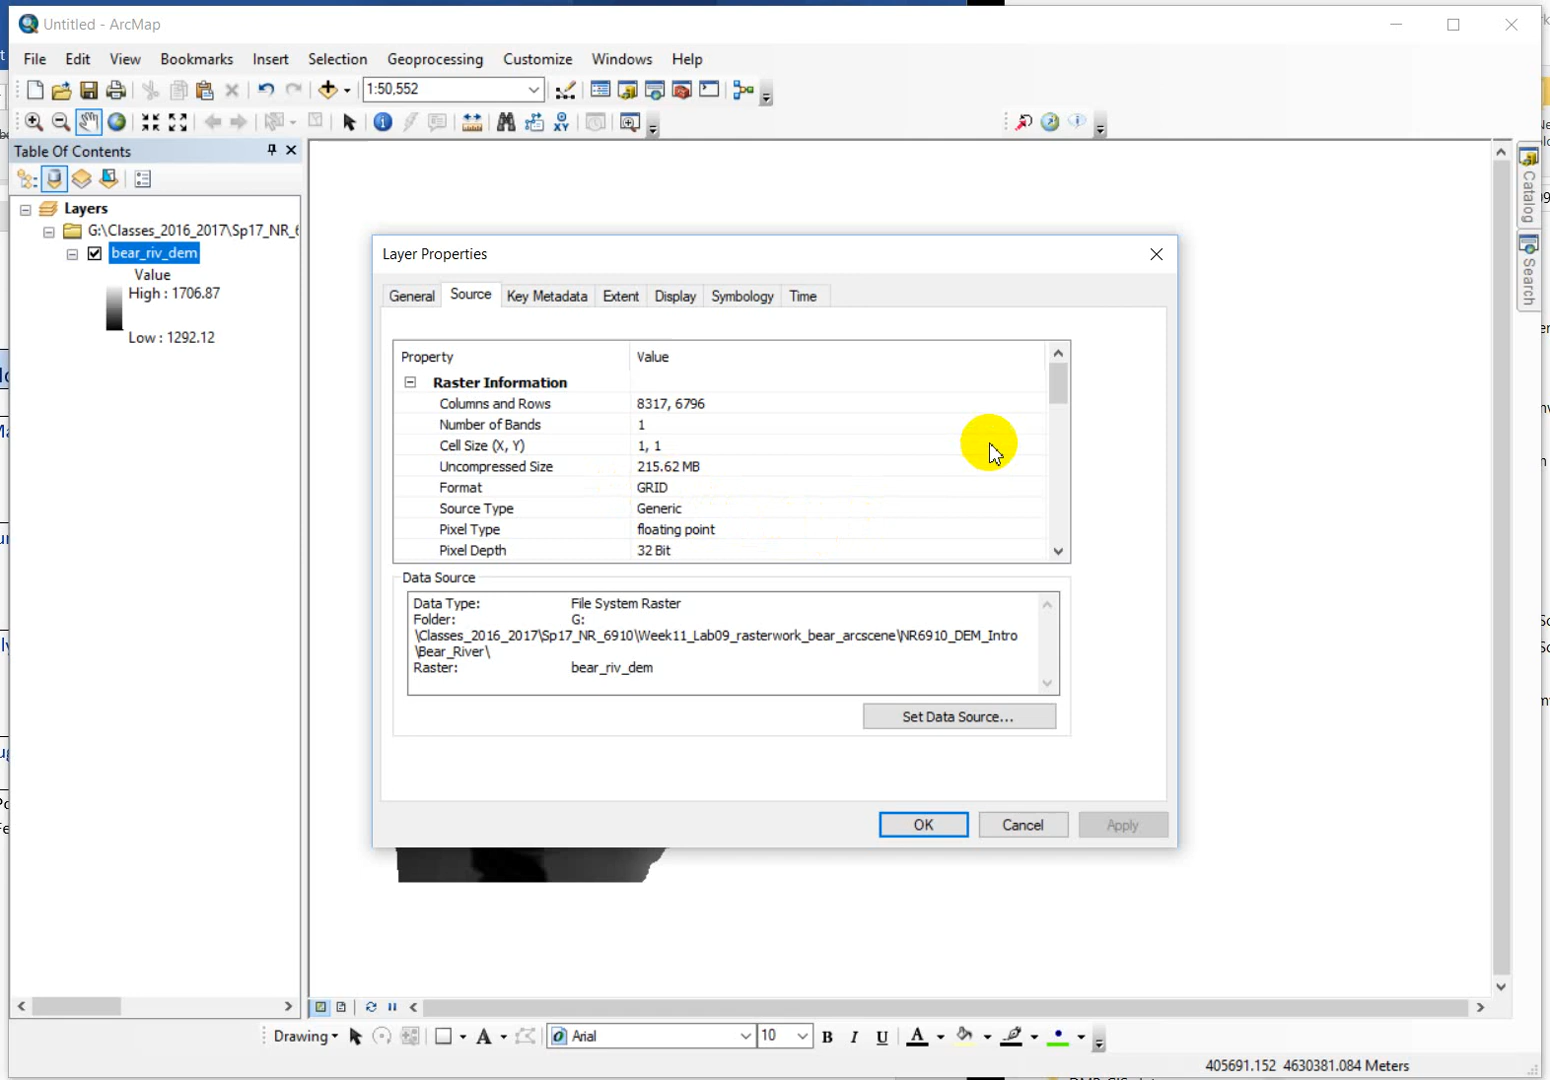 Untitled - ArcMap
File Edit View Bookmarks Insert Selection Geoprocessing Customize Windows Help
1:50,552
Table Of Contents
Layers
G:\Classes_2016_2017\Sp17_NR_6
bear_riv_dem
Value
High : 1706.87
Low : 1292.12
Layer Properties
General Source Key Metadata Extent Display Symbology Time
Property Value
Raster Information
Columns and Rows 8317, 6796
Number of Bands 1
Cell Size (X, Y) 1, 1
Uncompressed Size 215.62 MB
Format GRID
Source Type Generic
Pixel Type floating point
Pixel Depth 32 Bit
Data Source
Data Type: File System Raster
Folder: G:
\Classes_2016_2017\Sp17_NR_6910\Week11_Lab09_rasterwork_bear_arcscene\NR6910_DEM_Intro
\Bear_River\
Raster: bear_riv_dem
Set Data Source...
OK Cancel Apply
Catalog
Search
Drawing Arial 10 B I U A
405691.152 4630381.084 Meters